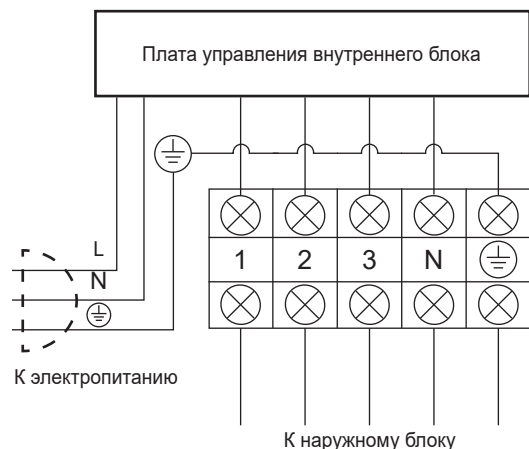 Плата управления внутреннего блока
L
N
1 2 3 N
К электропитанию
К наружному блоку